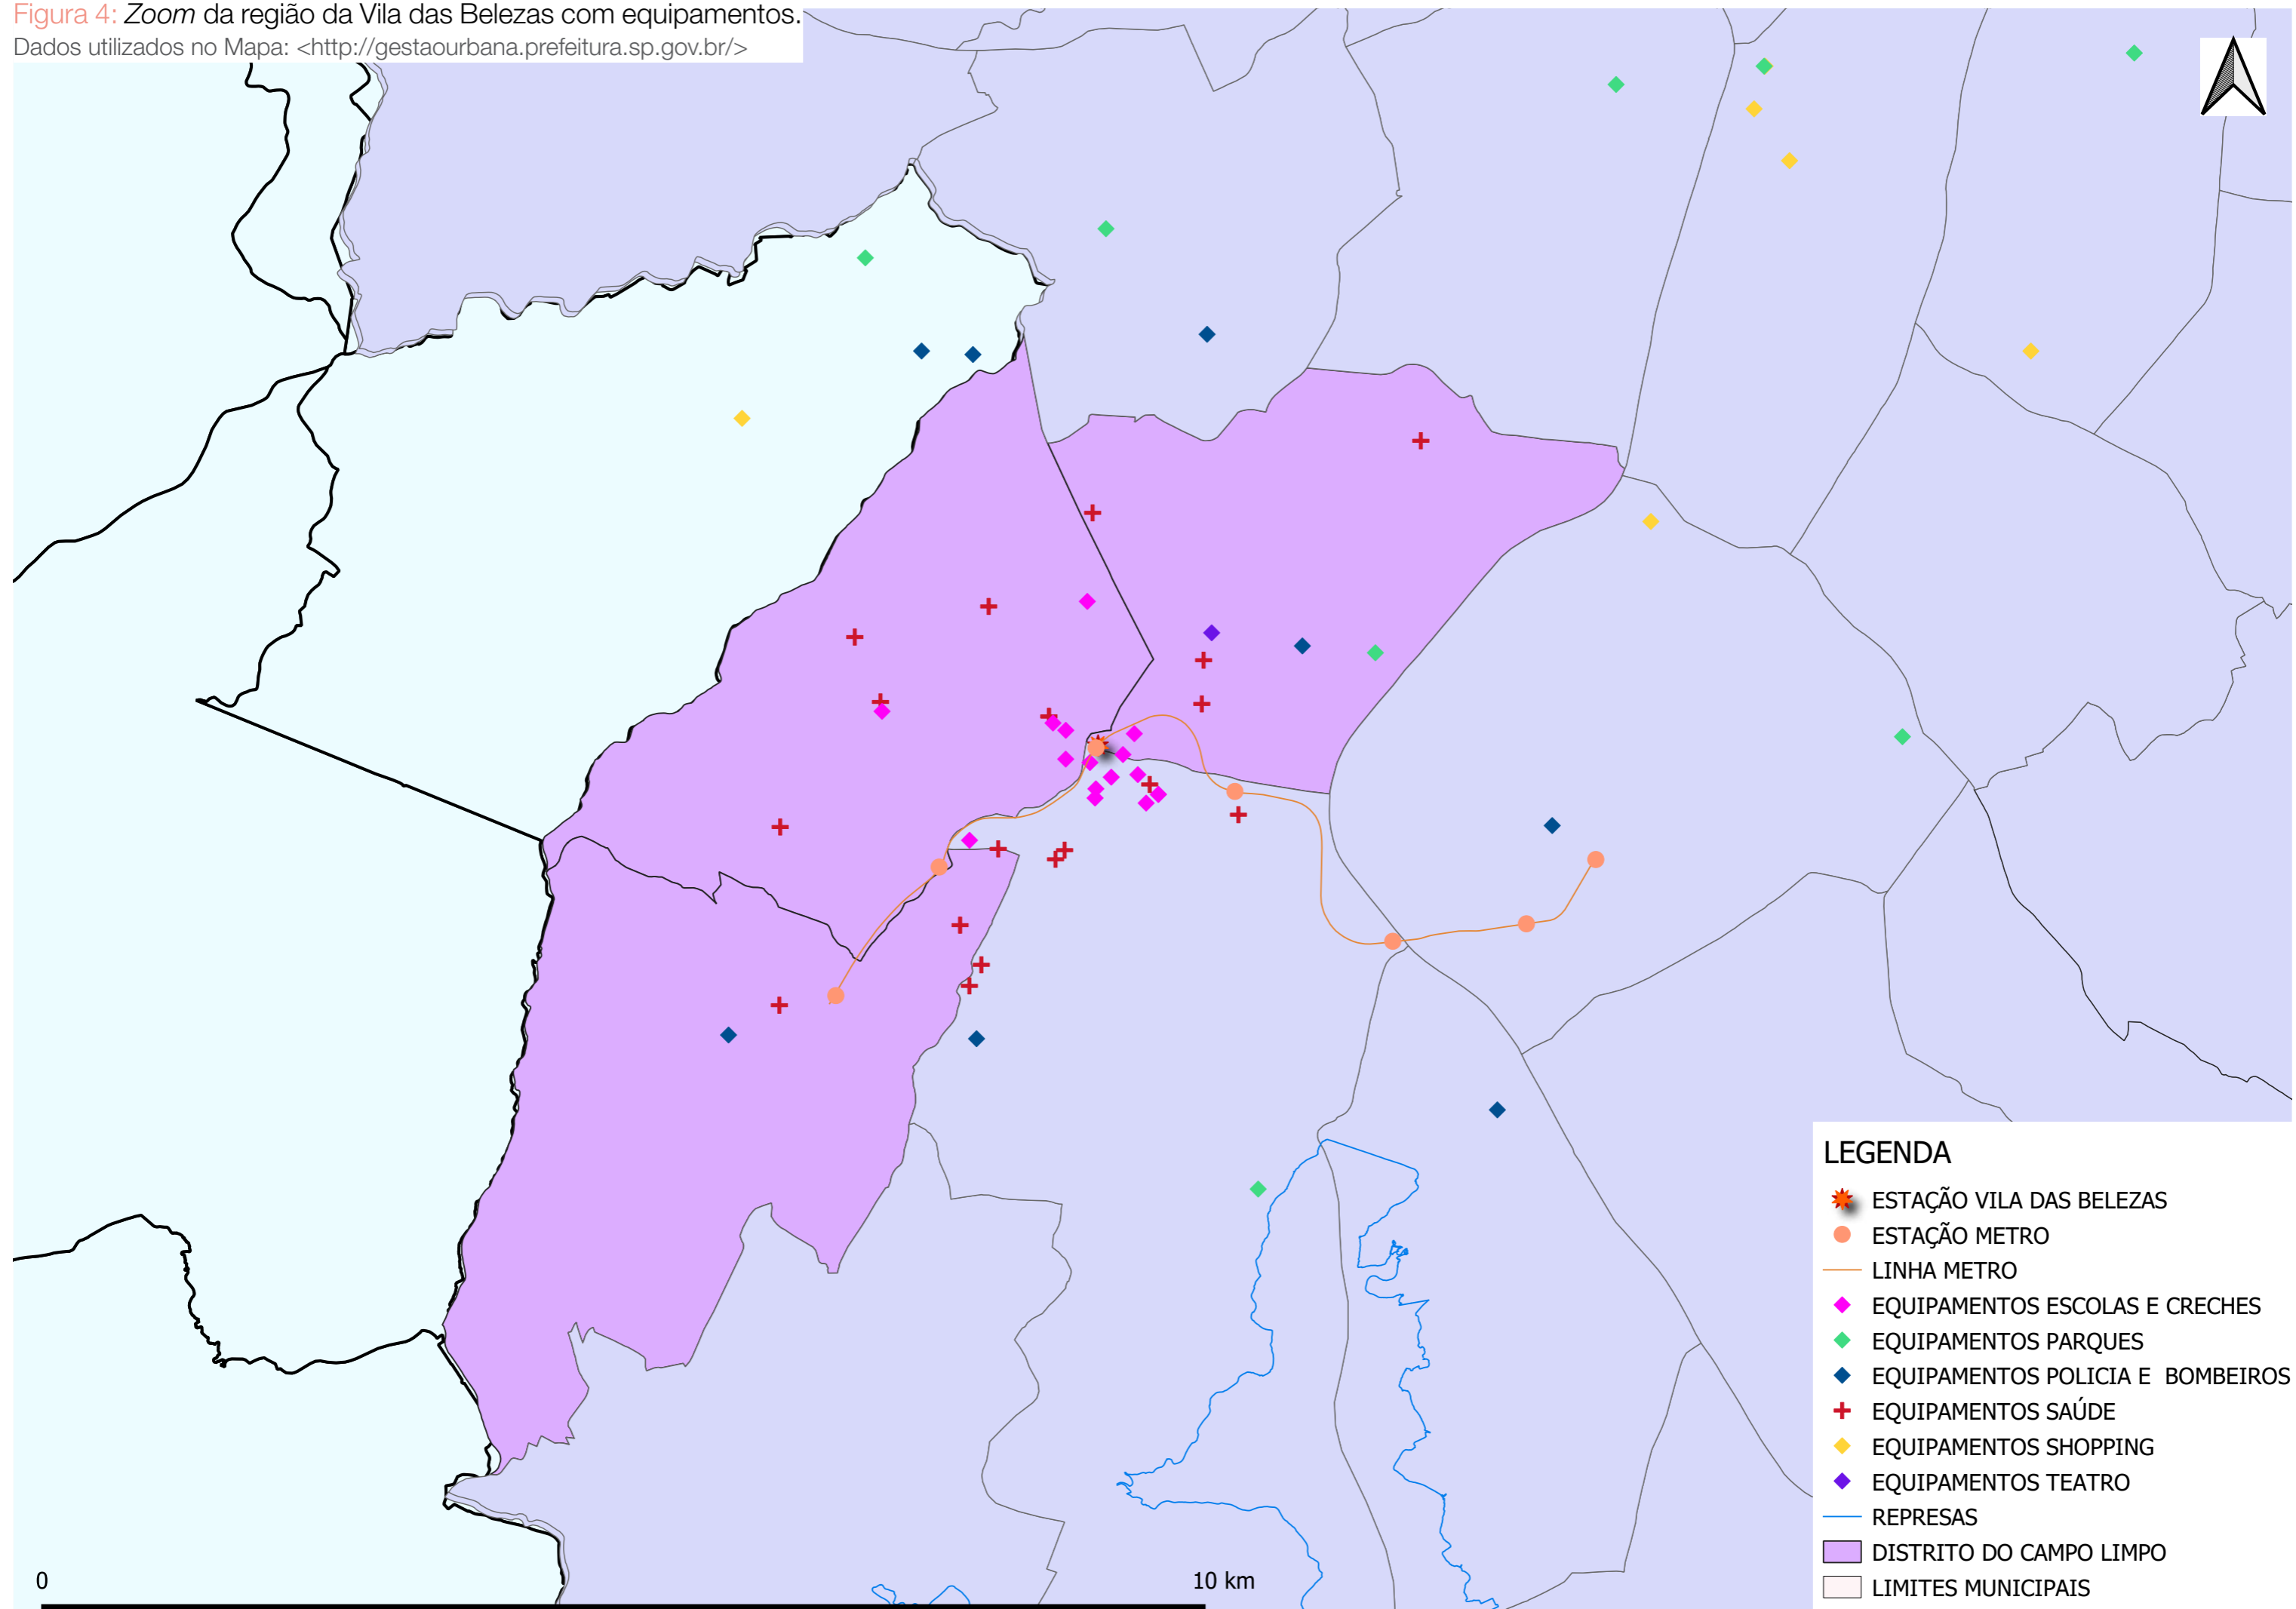 Figura 4: Zoom da região da Vila das Belezas com equipamentos.
Dados utilizados no Mapa: <http://gestaourbana.prefeitura.sp.gov.br/>
LEGENDA
ESTAÇÃO VILA DAS BELEZAS
ESTAÇÃO METRO
LINHA METRO
EQUIPAMENTOS ESCOLAS E CRECHES
EQUIPAMENTOS PARQUES
EQUIPAMENTOS POLICIA E BOMBEIROS
EQUIPAMENTOS SAÚDE
EQUIPAMENTOS SHOPPING
EQUIPAMENTOS TEATRO
REPRESAS
DISTRITO DO CAMPO LIMPO
LIMITES MUNICIPAIS
0 10 km